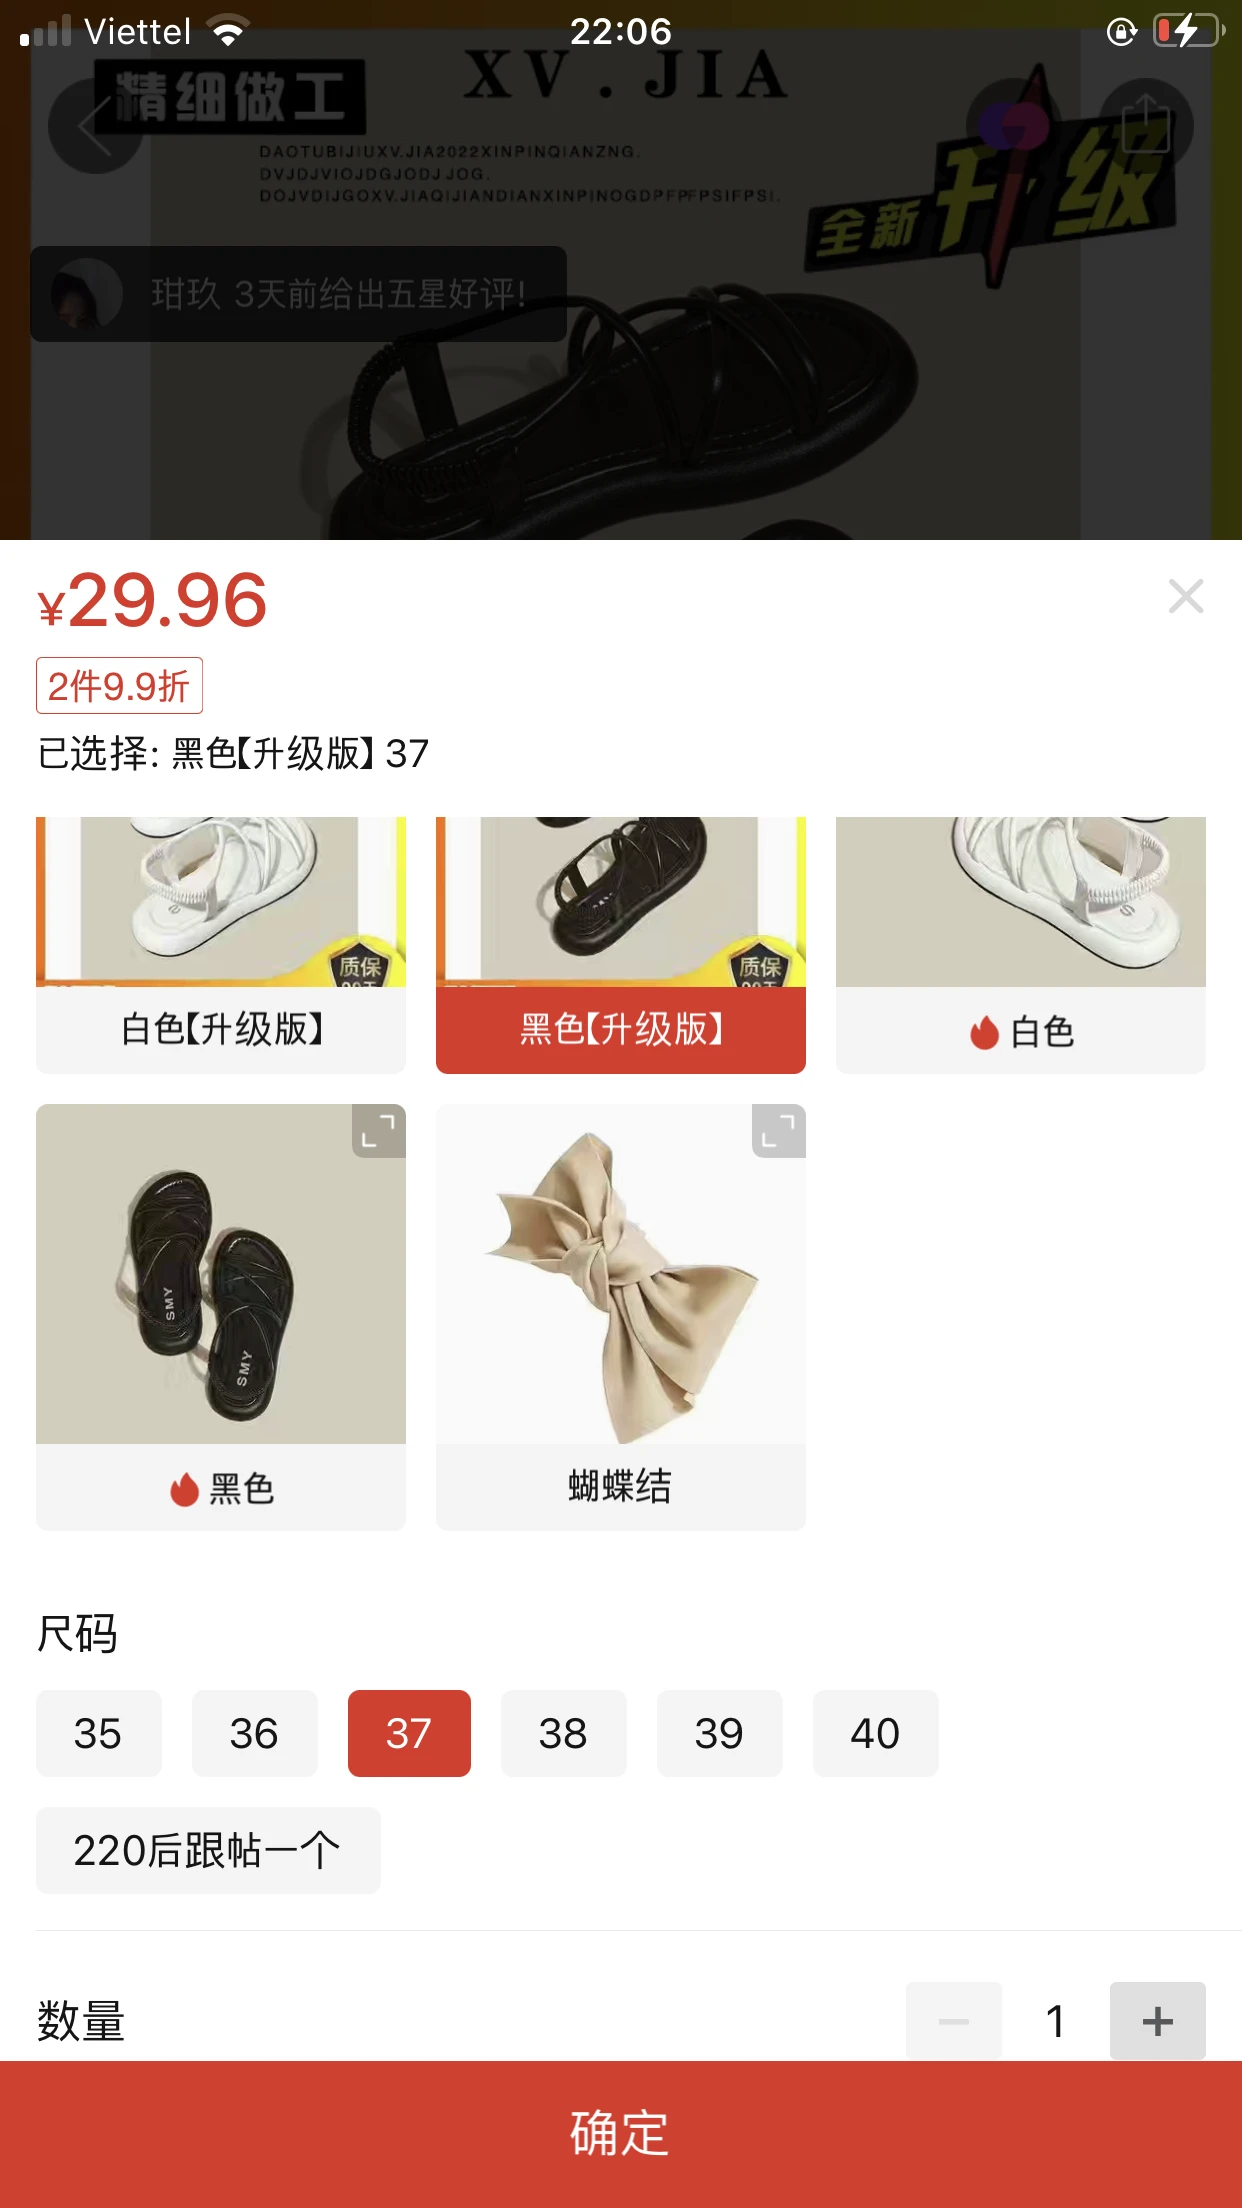 Viettel
22:06
精细做工
XV.JIA
DAOTUBIJIUXV.JIA2022XINPINQIANZNG.
DVJDJVIOJDGJODJJOG.
DOJVDIJGOXV.JIAQIJIANDIANXINPINOGDPFPFPSIFPSI.
全新升级
玵玖 3天前给出五星好评!
¥29.96
2件9.9折
已选择: 黑色【升级版】 37
质保
质保
白色【升级版】
黑色【升级版】
白色
SMY
SMY
黑色
蝴蝶结
尺码
35
36
37
38
39
40
220后跟帖一个
数量
1
确定